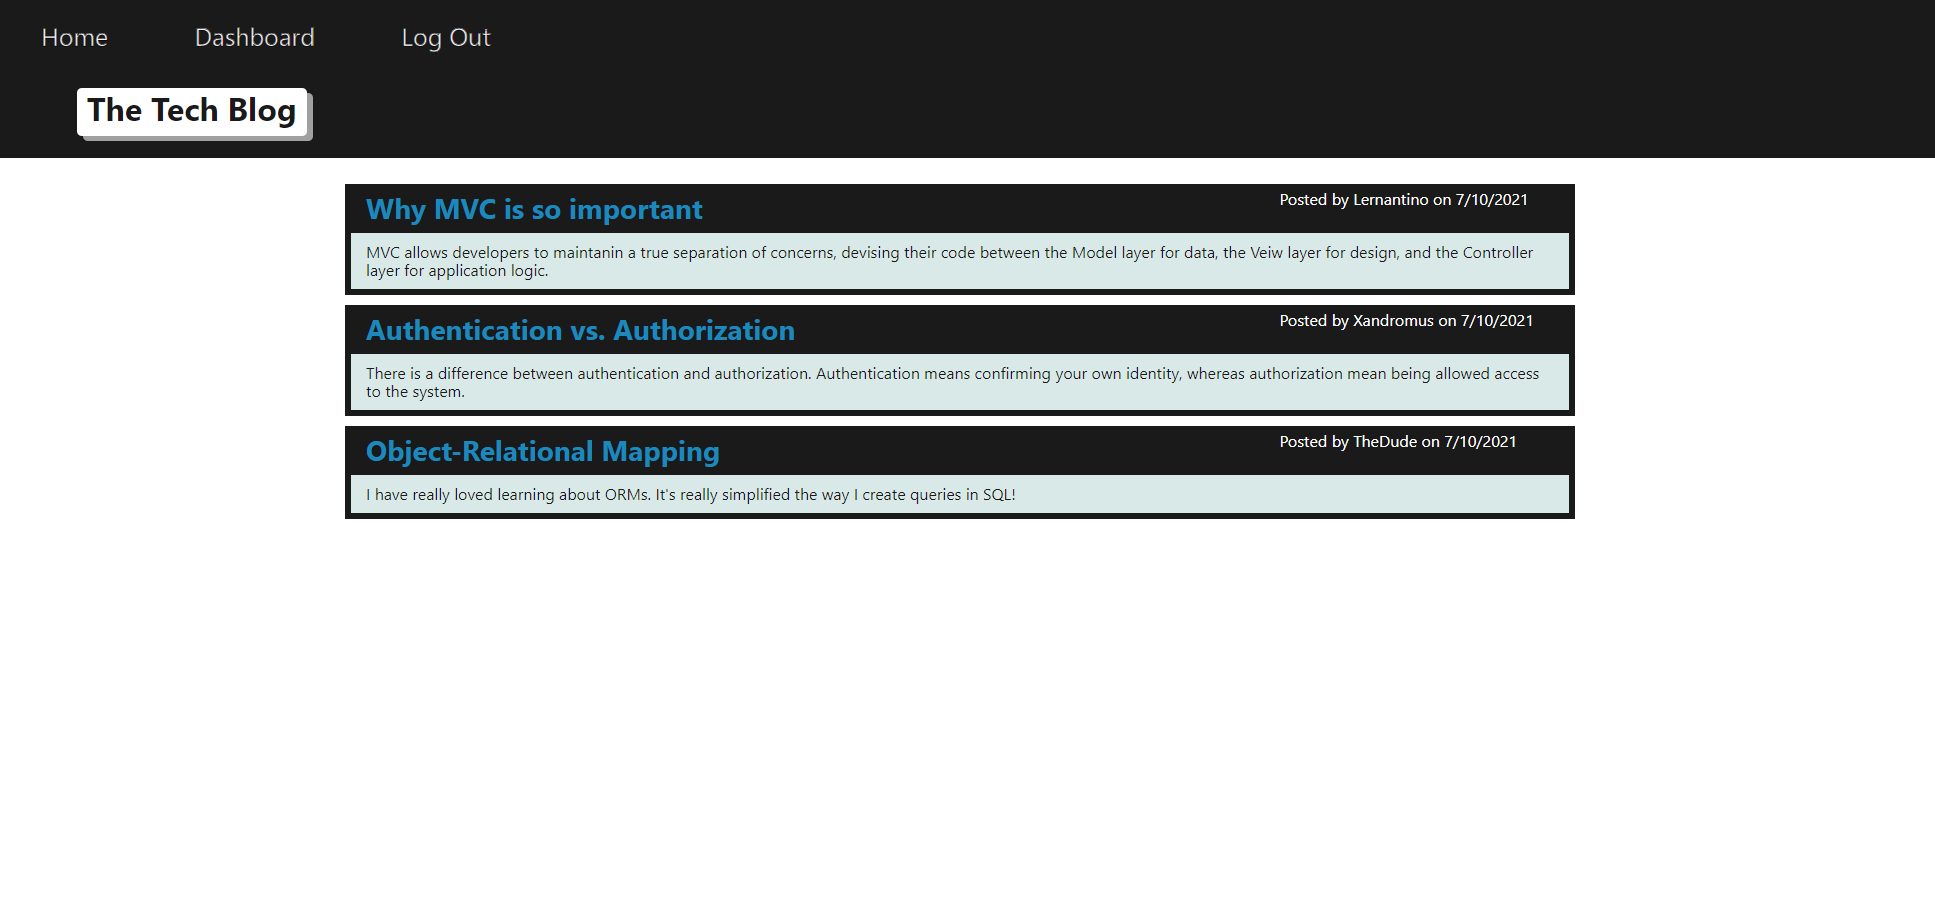 Home Dashboard Log Out
The Tech Blog
Why MVC is so important
Posted by Lernantino on 7/10/2021
MVC allows developers to maintanin a true separation of concerns, devising their code between the Model layer for data, the Veiw layer for design, and the Controller
layer for application logic.
Authentication vs. Authorization
Posted by Xandromus on 7/10/2021
There is a difference between authentication and authorization. Authentication means confirming your own identity, whereas authorization mean being allowed access
to the system.
Object-Relational Mapping
Posted by TheDude on 7/10/2021
I have really loved learning about ORMs. It's really simplified the way I create queries in SQL!